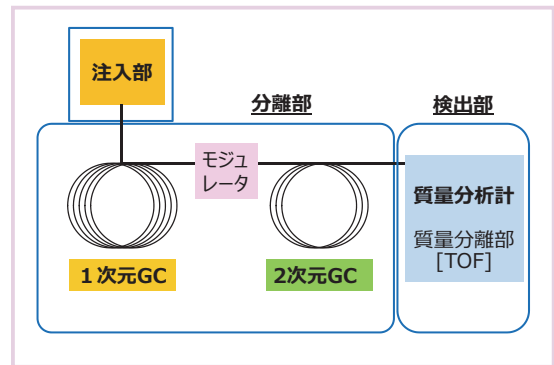 注入部
分離部
検出部
モジュ
レータ
質量分析計
質量分離部
[TOF]
1次元GC
2次元GC